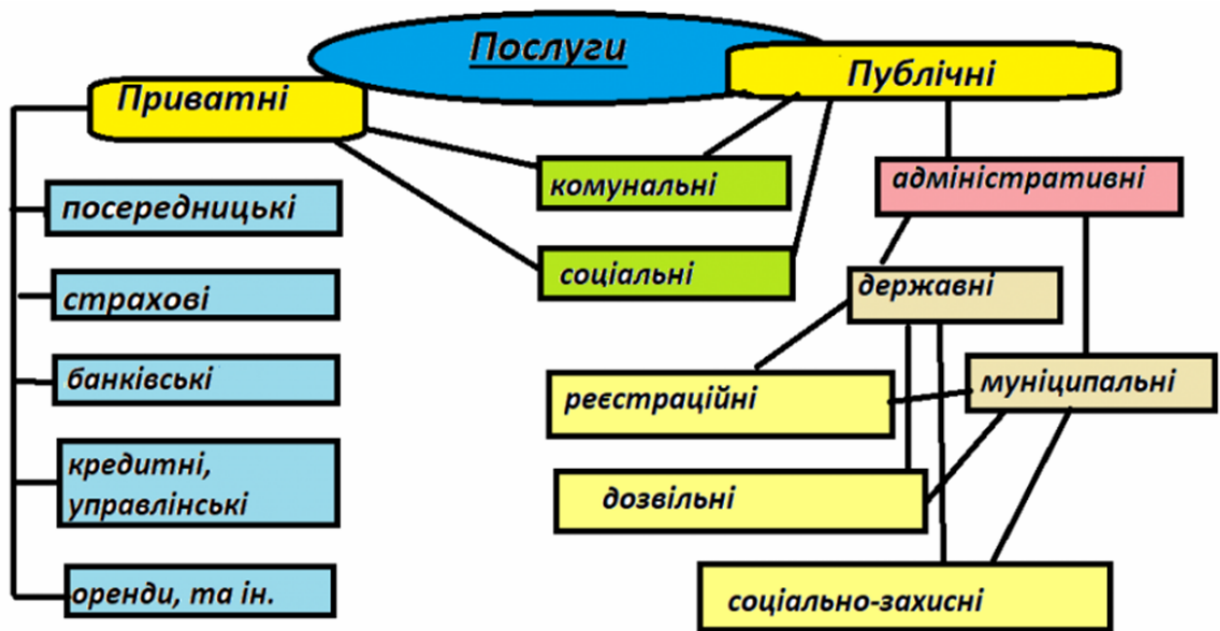 Послуги
Приватні
Публічні
посередницькі
страхові
банківські
кредитні,
управлінські
оренди, та ін.
комунальні
соціальні
адміністративні
державні
муніципальні
реєстраційні
дозвільні
соціально-захисні